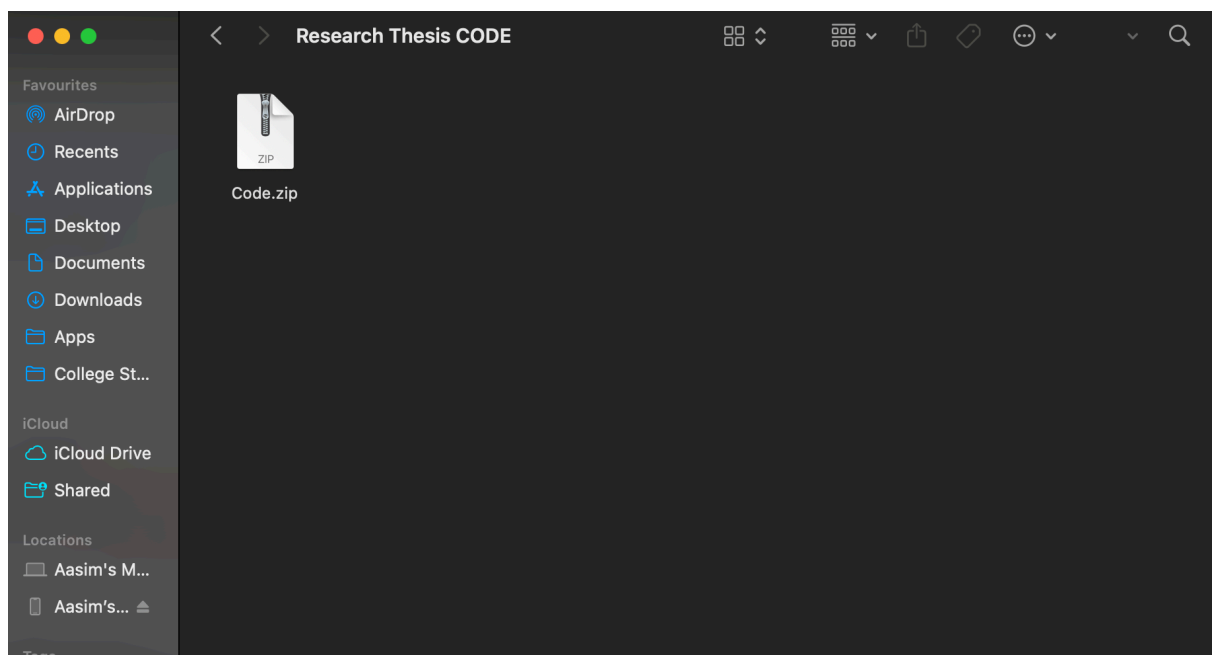 Research Thesis CODE
Favourites
AirDrop
Recents
Applications
Desktop
Documents
Downloads
Apps
College St...
iCloud
iCloud Drive
Shared
Locations
Aasim's M...
Aasim's...
Tags
ZIP
Code.zip